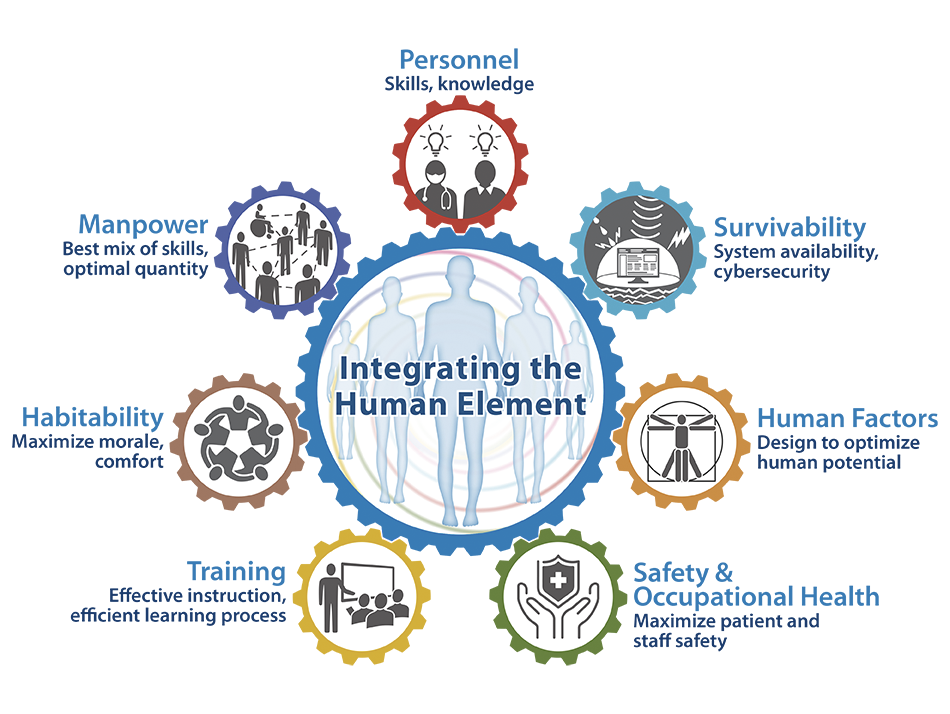 Personnel
Skills, knowledge
Manpower
Best mix of skills,
optimal quantity
Survivability
System availability,
cybersecurity
Integrating the
Human Element
Habitability
Maximize morale,
comfort
Human Factors
Design to optimize
human potential
Training
Effective instruction,
efficient learning process
Safety &
Occupational Health
Maximize patient and
staff safety